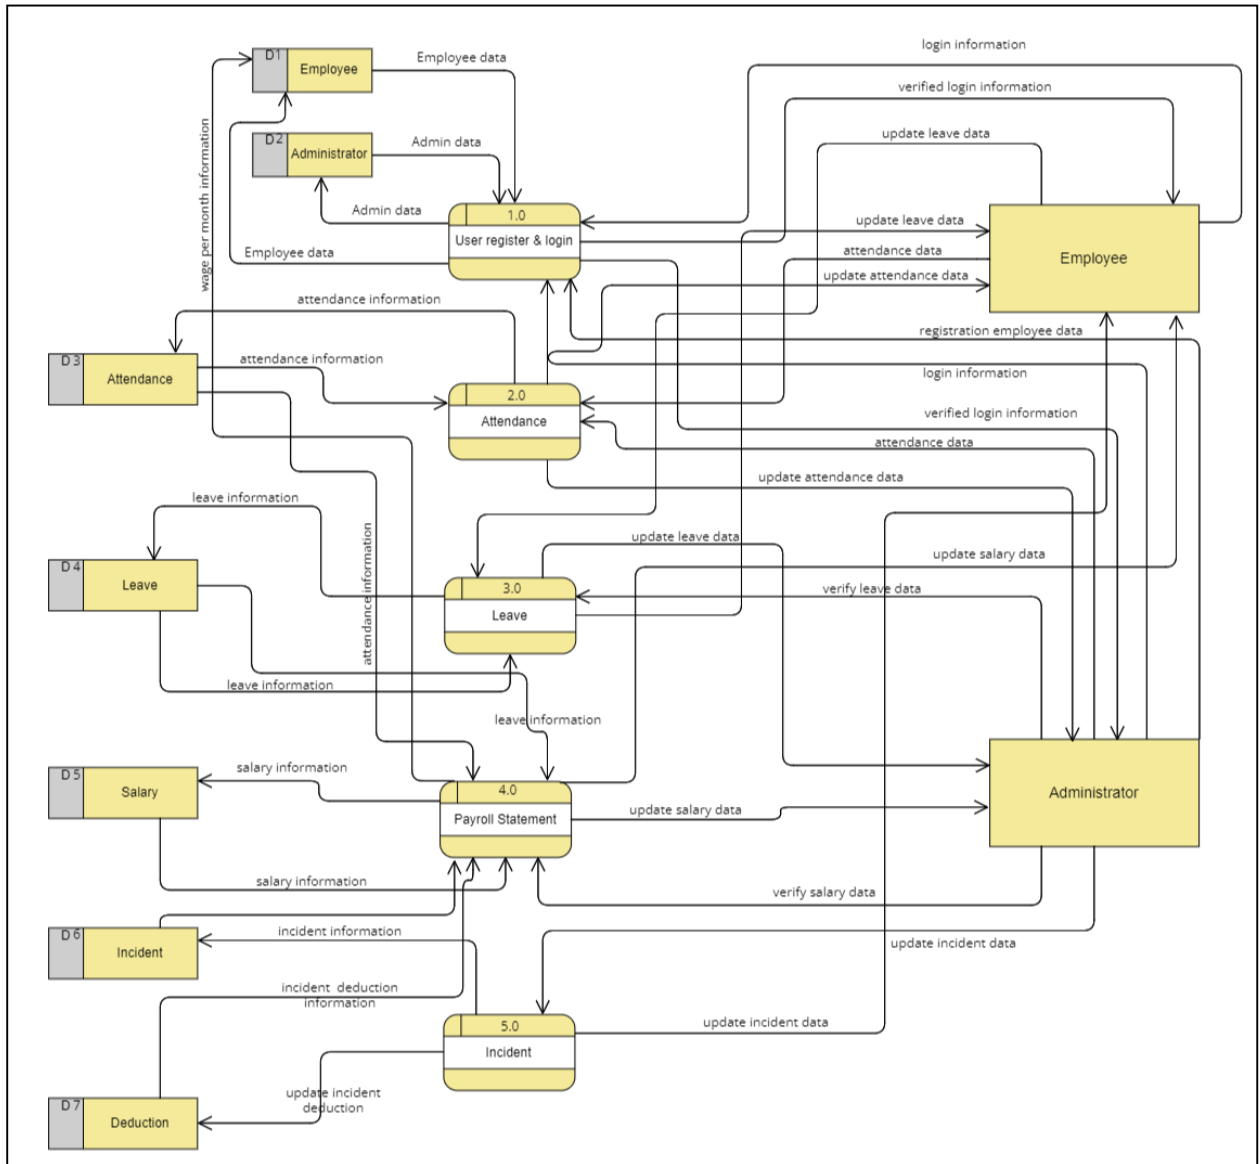 login information
D1
Employee
Employee data
verified login information
update leave data
D2
Administrator
Admin data
wage per month information
Admin data
1.0
User register & login
update leave data
Employee data
attendance data
Employee
update attendance data
attendance information
registration employee data
D3
Attendance
attendance information
login information
2.0
Attendance
verified login information
attendance data
update attendance data
leave information
attendance information
update leave data
update salary data
D4
Leave
3.0
Leave
verify leave data
leave information
leave information
D5
Salary
salary information
4.0
Payroll Statement
update salary data
Administrator
salary information
verify salary data
D6
Incident
incident information
update incident data
incident deduction
information
5.0
Incident
update incident data
update incident
deduction
D7
Deduction